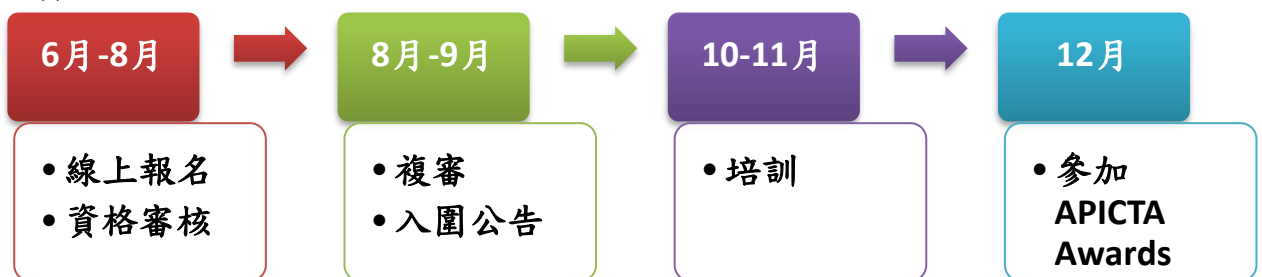 6月-8月
8月-9月
10-11月
12月
•線上報名
•資格審核
•複審
•入圍公告
•培訓
•參加
APICTA
Awards